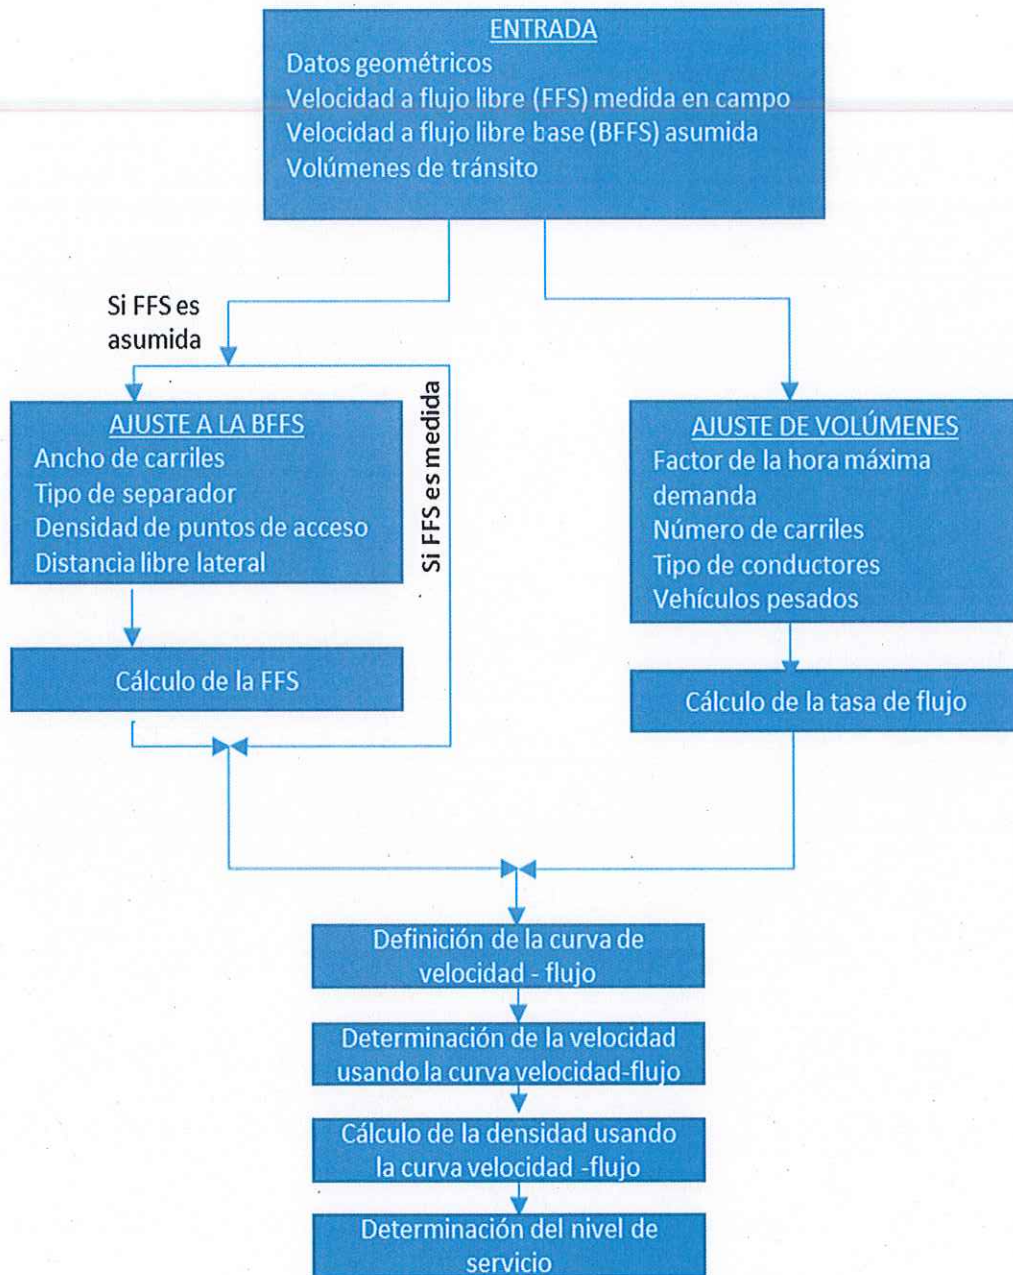 ENTRADA
Datos geométricos
Velocidad a flujo libre (FFS) medida en campo
Velocidad a flujo libre base (BFFS) asumida
Volúmenes de tránsito
Si FFS es
asumida
Si FFS es medida
AJUSTE A LA BFFS
Ancho de carriles
Tipo de separador
Densidad de puntos de acceso
Distancia libre lateral
AJUSTE DE VOLÚMENES
Factor de la hora máxima
demanda
Número de carriles
Tipo de conductores
Vehículos pesados
Cálculo de la FFS
Cálculo de la tasa de flujo
Definición de la curva de
velocidad - flujo
Determinación de la velocidad
usando la curva velocidad-flujo
Cálculo de la densidad usando
la curva velocidad -flujo
Determinación del nivel de
servicio